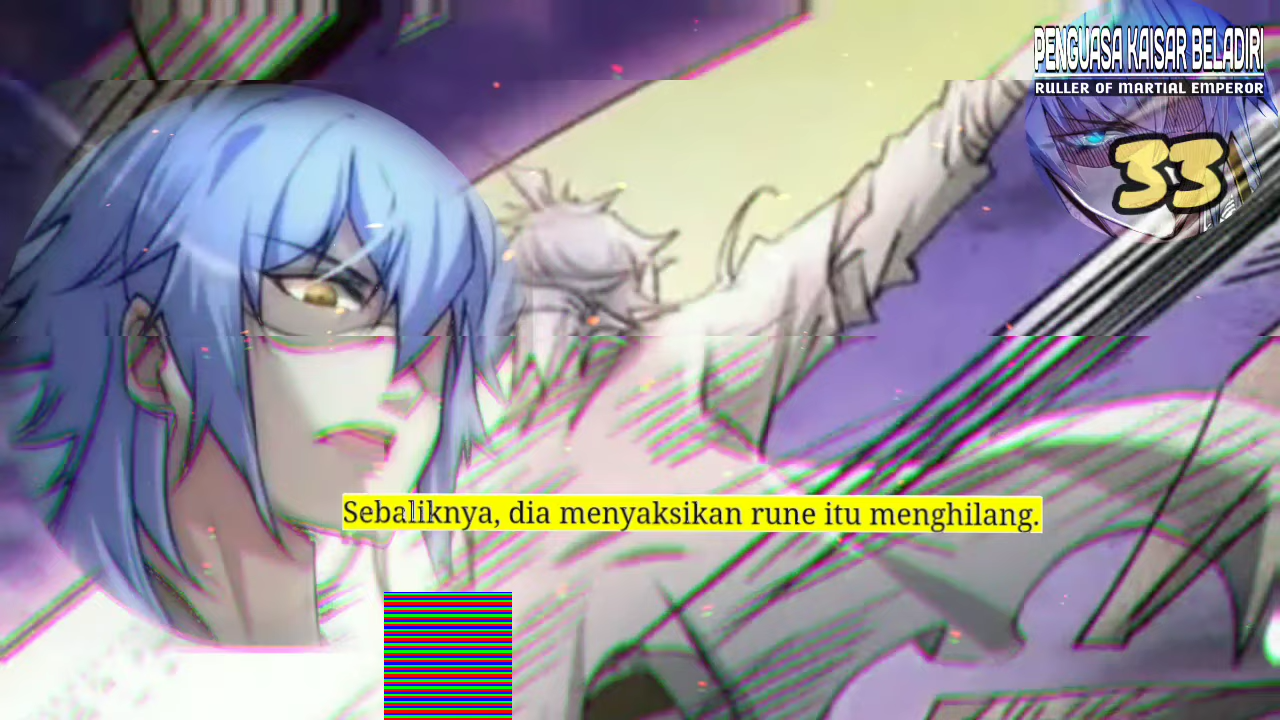 PENGUASA KAISAR BELADIRI
RULLER OF MARTIAL EMPEROR
33
Sebaliknya, dia menyaksikan rune itu menghilang.